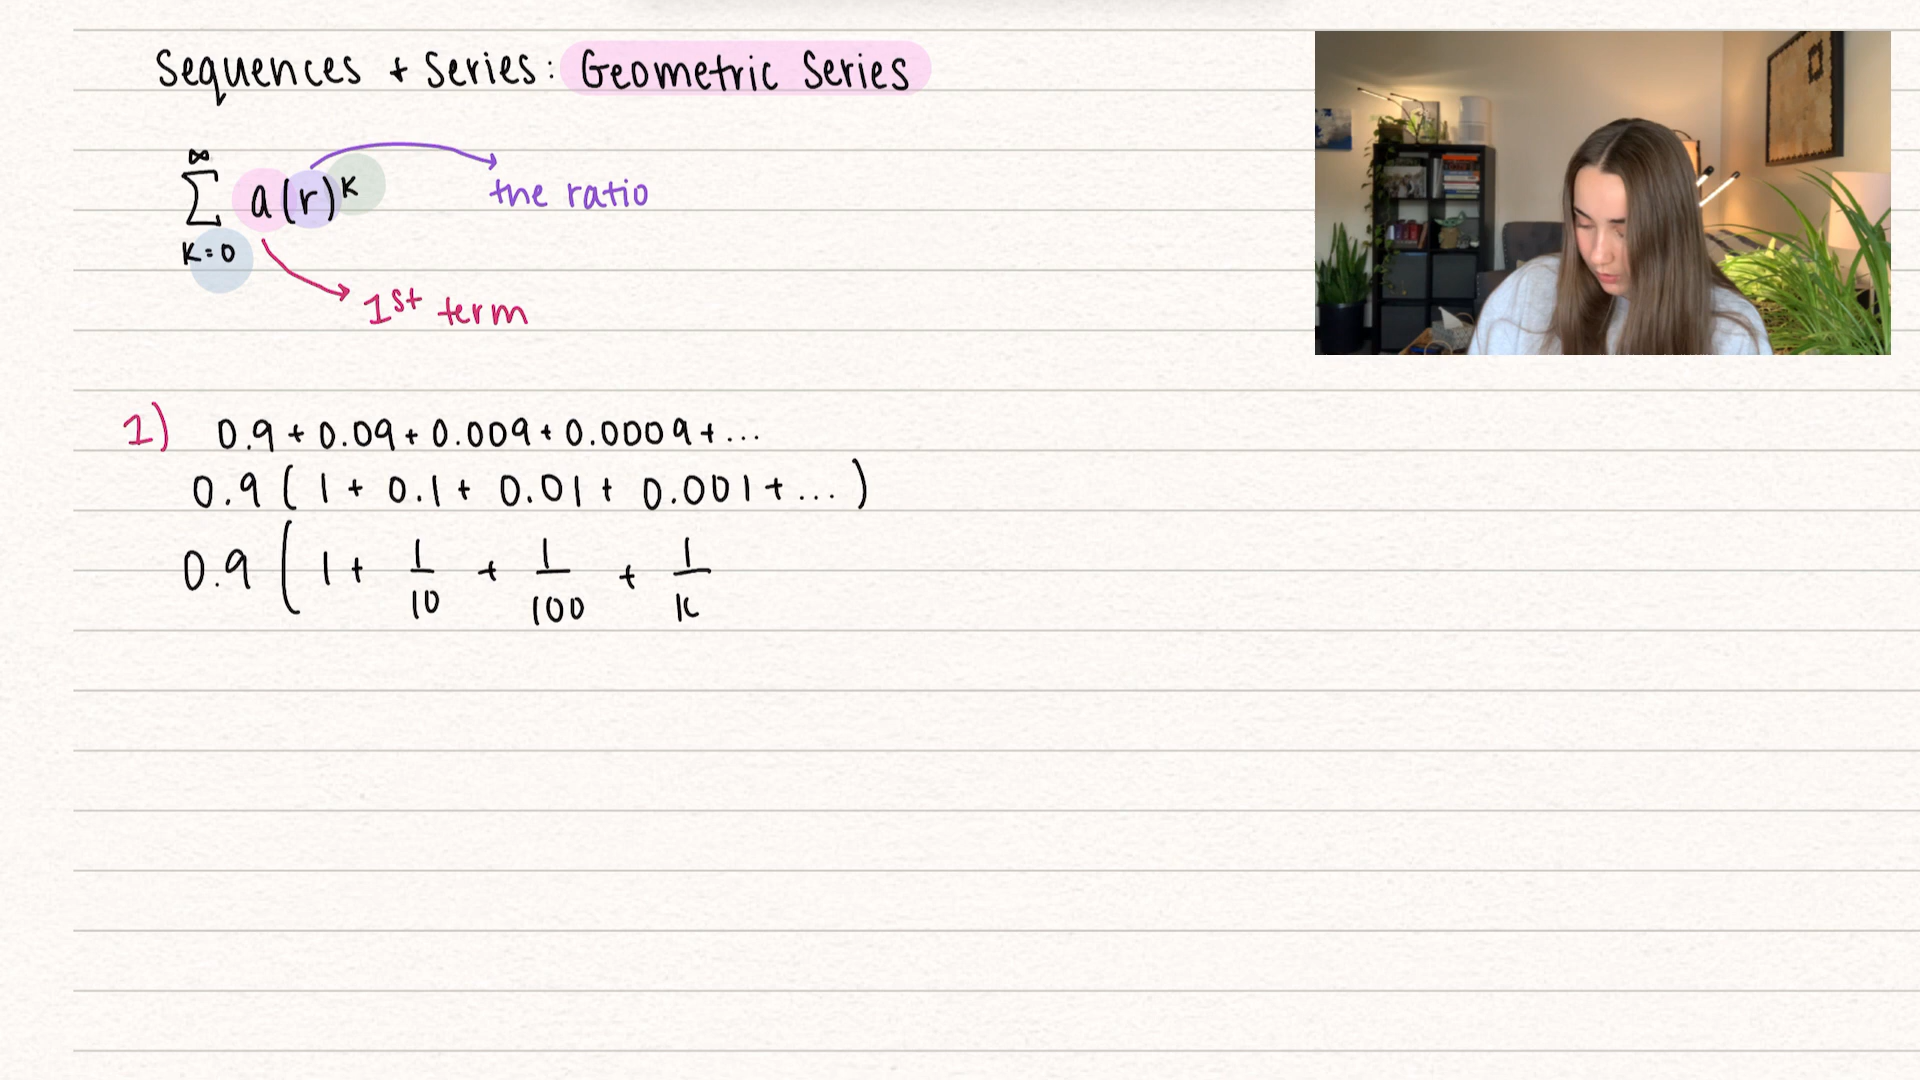 Sequences + Series: Geometric Series
∞
∑ a(r)^K
K=0
the ratio
1st term
1) 0.9 + 0.09 + 0.009 + 0.0009 + ...
0.9 ( 1 + 0.1 + 0.01 + 0.001 + ... )
0.9 ( 1 + 1/10 + 1/100 + 1/1